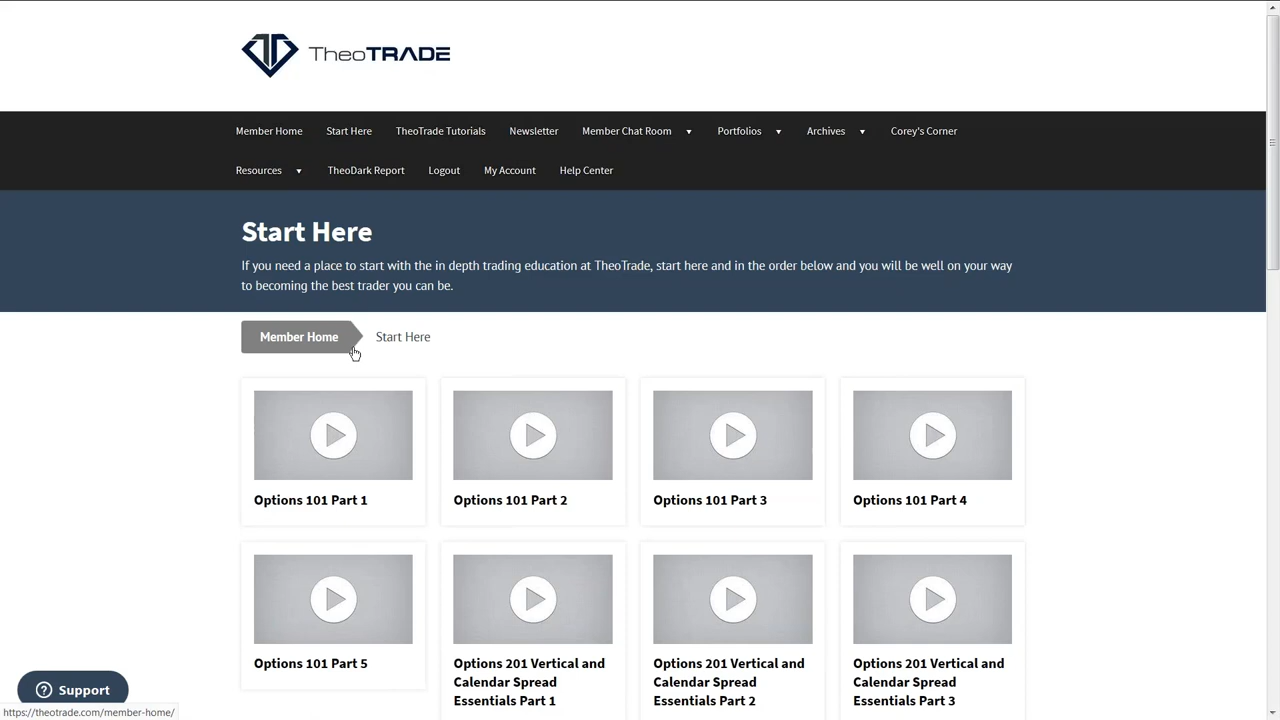 TheoTRADE
Member Home Start Here TheoTrade Tutorials Newsletter Member Chat Room Portfolios Archives Corey's Corner
Resources TheoDark Report Logout My Account Help Center
Start Here
If you need a place to start with the in depth trading education at TheoTrade, start here and in the order below and you will be well on your way
to becoming the best trader you can be.
Member Home Start Here
Options 101 Part 1
Options 101 Part 2
Options 101 Part 3
Options 101 Part 4
Options 101 Part 5
Options 201 Vertical and
Calendar Spread
Essentials Part 1
Options 201 Vertical and
Calendar Spread
Essentials Part 2
Options 201 Vertical and
Calendar Spread
Essentials Part 3
? Support
https://theotrade.com/member-home/